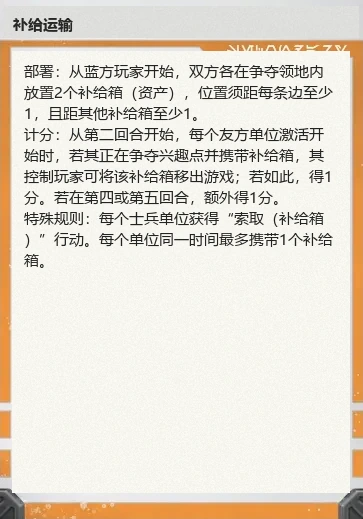 补给运输
部署：从蓝方玩家开始，双方各在争夺领地内
放置2个补给箱（资产），位置须距每条边至少
1，且距其他补给箱至少1。
计分：从第二回合开始，每个友方单位激活开
始时，若其正在争夺兴趣点并携带补给箱，其
控制玩家可将该补给箱移出游戏；若如此，得1
分。若在第四或第五回合，额外得1分。
特殊规则：每个士兵单位获得“索取（补给箱
）”行动。每个单位同一时间最多携带1个补给
箱。